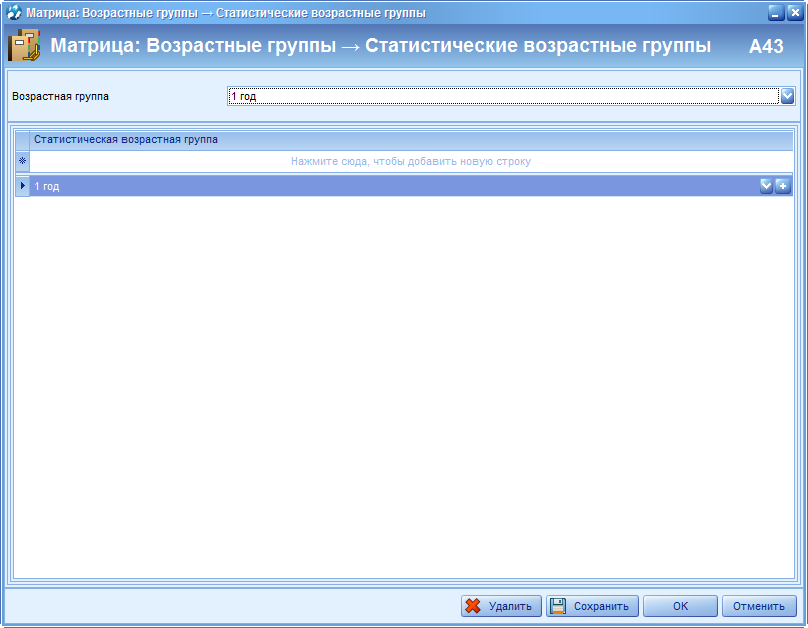 Матрица: Возрастные группы → Статистические возрастные группы
Матрица: Возрастные группы → Статистические возрастные группы A43
Возрастная группа 1 год
Статистическая возрастная группа
Нажмите сюда, чтобы добавить новую строку
1 год
Удалить Сохранить OK Отменить